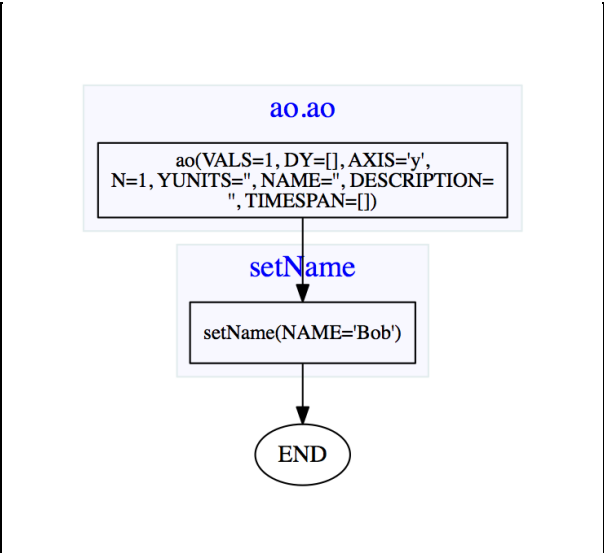 ao.ao
ao(VALS=1, DY=[], AXIS='y',
N=1, YUNITS='', NAME='', DESCRIPTION=
'', TIMESPAN=[])
setName
setName(NAME='Bob')
END